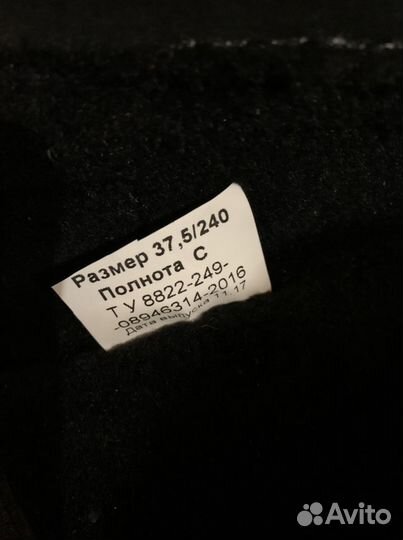 Размер 37,5/240
Полнота С
Т У 8822-249-
-08946314-2016
Дата выпуска 11.17
Avito